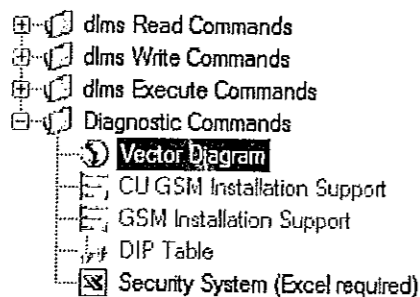 dlms Read Commands
dlms Write Commands
dlms Execute Commands
Diagnostic Commands
Vector Diagram
CU GSM Installation Support
GSM Installation Support
DIP Table
Security System (Excel required)